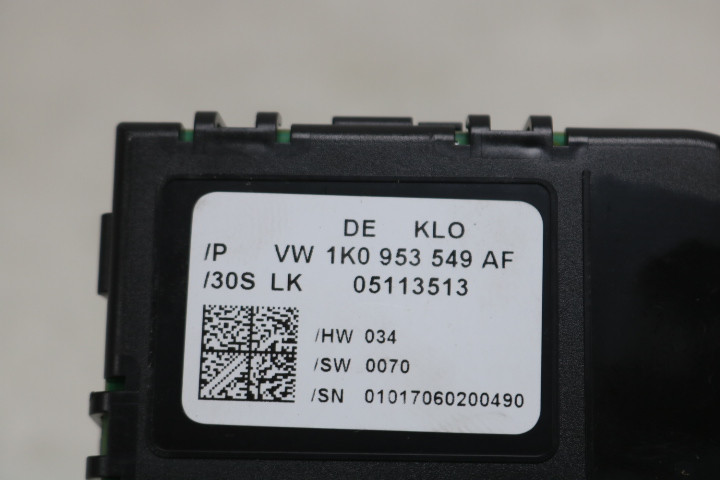 DE KLO
/P VW 1K0 953 549 AF
/30S LK 05113513
/HW 034
/SW 0070
/SN 01017060200490